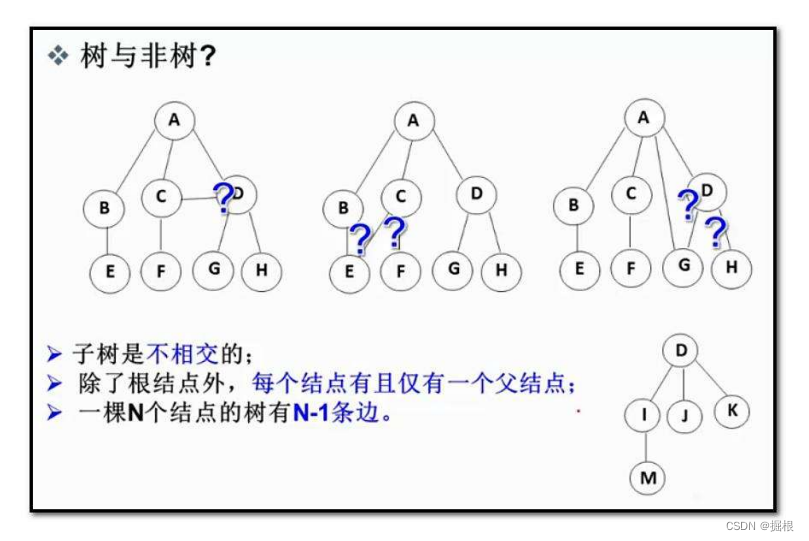 树与非树?
A A A
B C ?D B C D B C ? D
? ? ?
E F G H E F G H E F G H
子树是不相交的；
除了根结点外，每个结点有且仅有一个父结点；
一棵N个结点的树有N-1条边。
D
I J K
M
CSDN @掘根